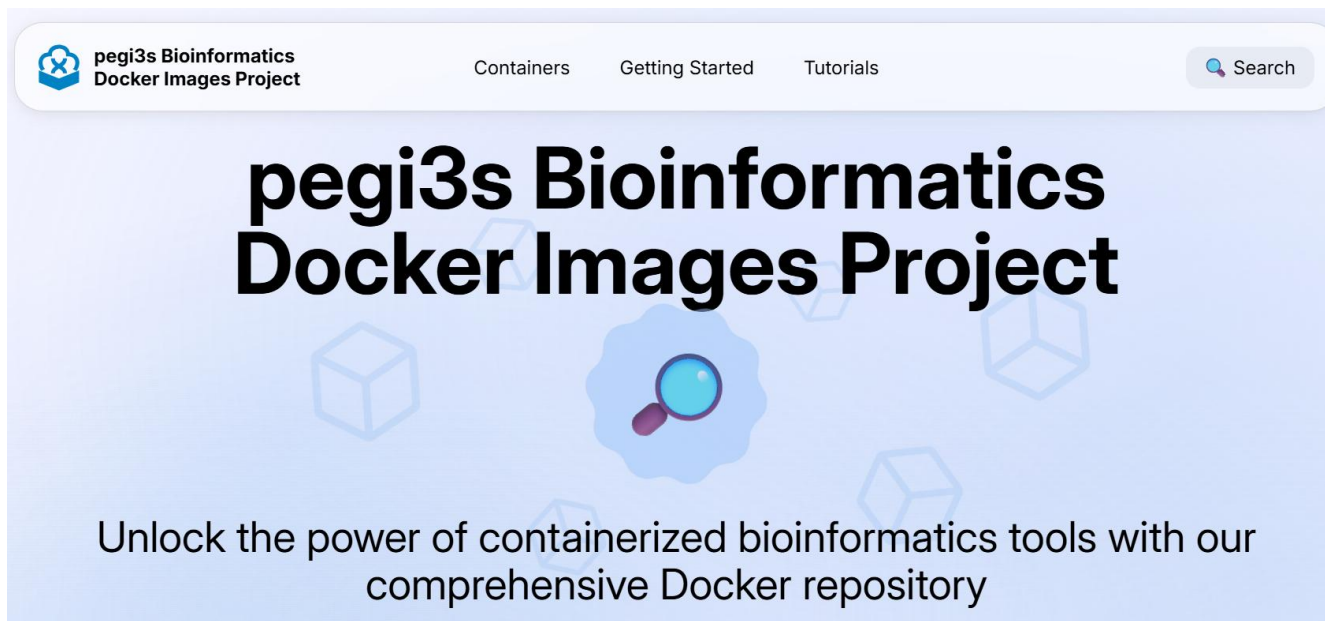 pegi3s Bioinformatics
Docker Images Project
Containers
Getting Started
Tutorials
Search
pegi3s Bioinformatics
Docker Images Project
Unlock the power of containerized bioinformatics tools with our
comprehensive Docker repository